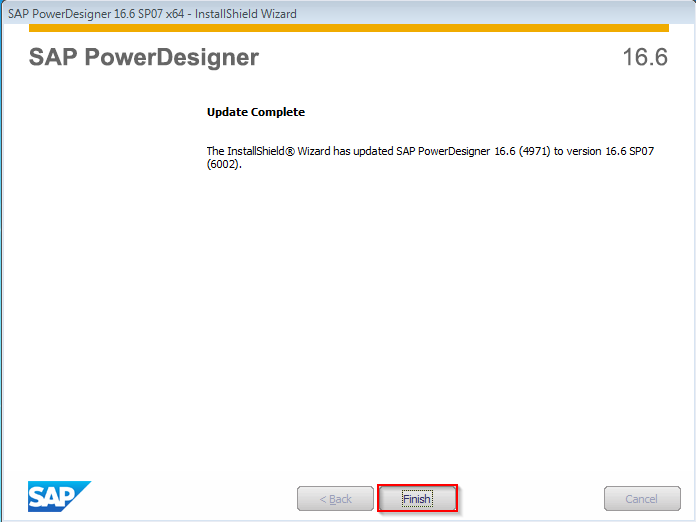 SAP PowerDesigner 16.6 SP07 x64 - InstallShield Wizard
SAP PowerDesigner 16.6
Update Complete
The InstallShield® Wizard has updated SAP PowerDesigner 16.6 (4971) to version 16.6 SP07
(6002).
SAP
< Back Finish Cancel